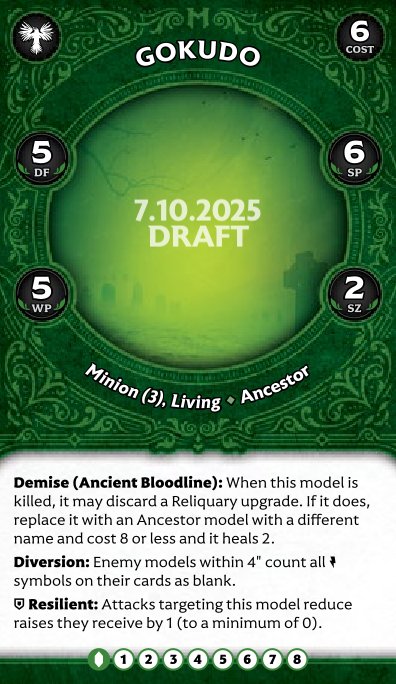 6
COST
GOKUDO
5
DF
6
SP
7.10.2025
DRAFT
5
WP
2
SZ
Minion (3), Living ◆ Ancestor
Demise (Ancient Bloodline): When this model is
killed, it may discard a Reliquary upgrade. If it does,
replace it with an Ancestor model with a different
name and cost 8 or less and it heals 2.
Diversion: Enemy models within 4" count all
symbols on their cards as blank.
Resilient: Attacks targeting this model reduce
raises they receive by 1 (to a minimum of 0).
1 2 3 4 5 6 7 8